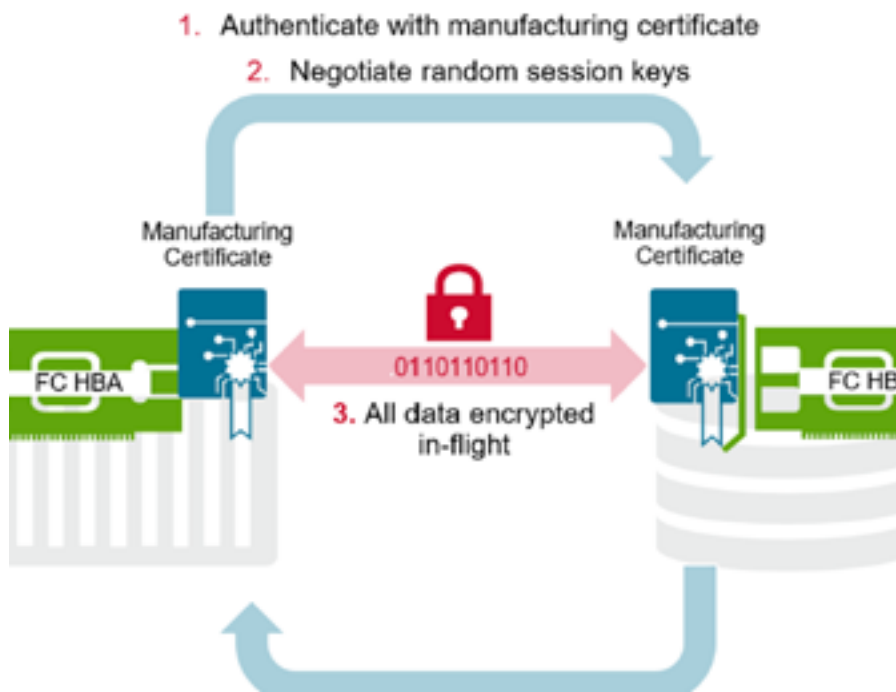 1. Authenticate with manufacturing certificate
2. Negotiate random session keys
Manufacturing
Certificate
Manufacturing
Certificate
FC HBA
0110110110
FC HB
3. All data encrypted
in-flight